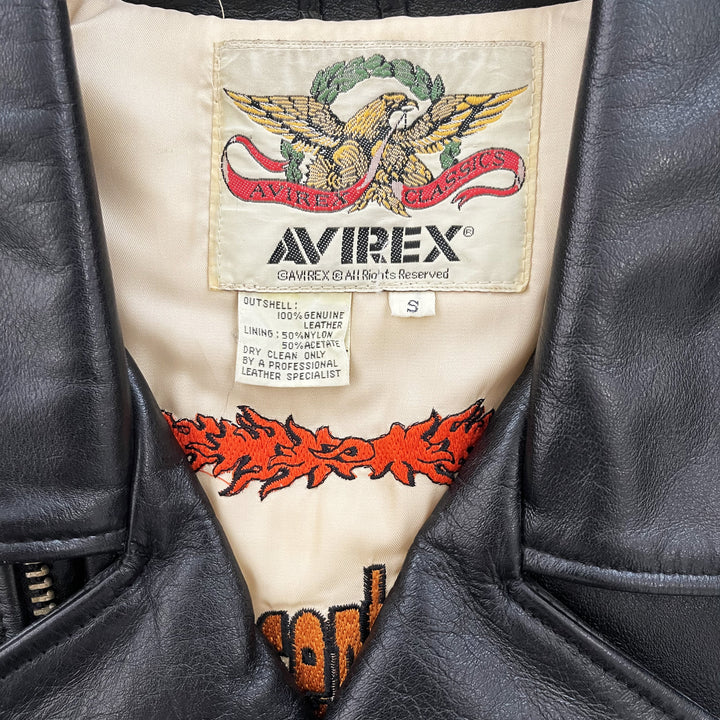 AVIREX CLASSICS
AVIREX®
©AVIREX ©All Rights Reserved
OUTSHELL:
100%GENUINE
LEATHER
LINING: 50%NYLON
50%ACETATE
DRY CLEAN ONLY
BY A PROFESSIONAL
LEATHER SPECIALIST
S